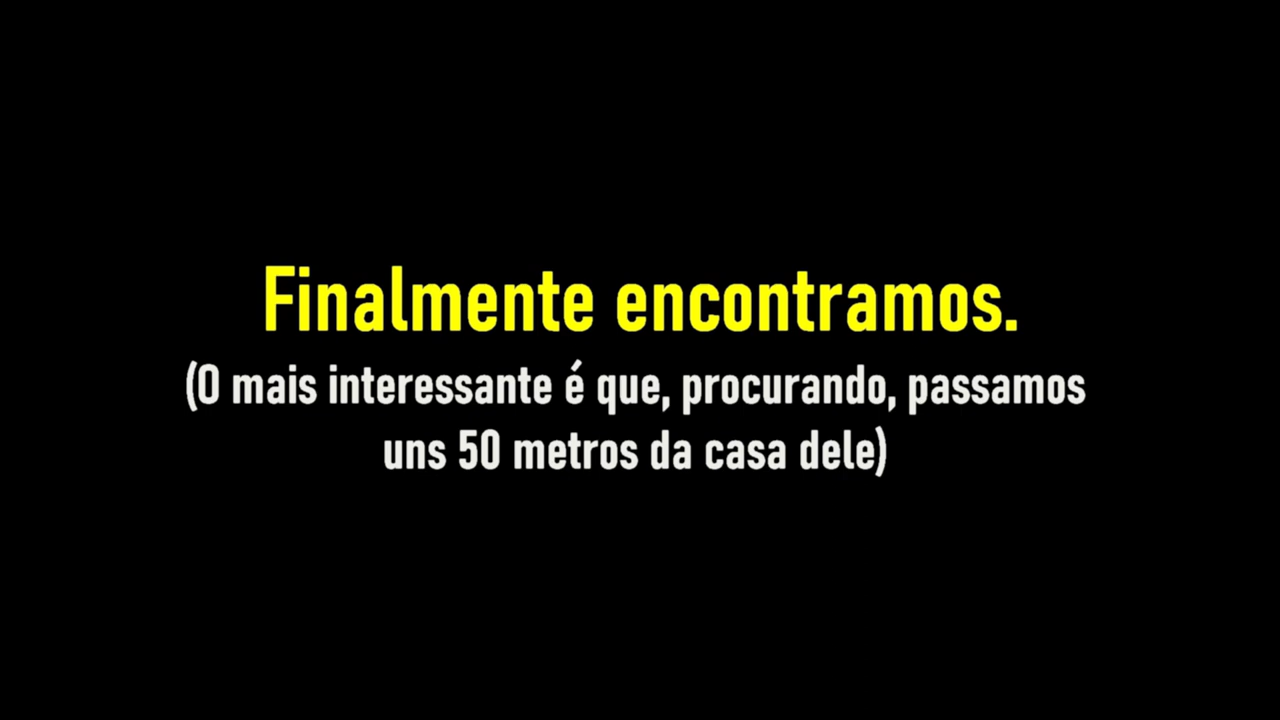 Finalmente encontramos.
(O mais interessante é que, procurando, passamos
uns 50 metros da casa dele)